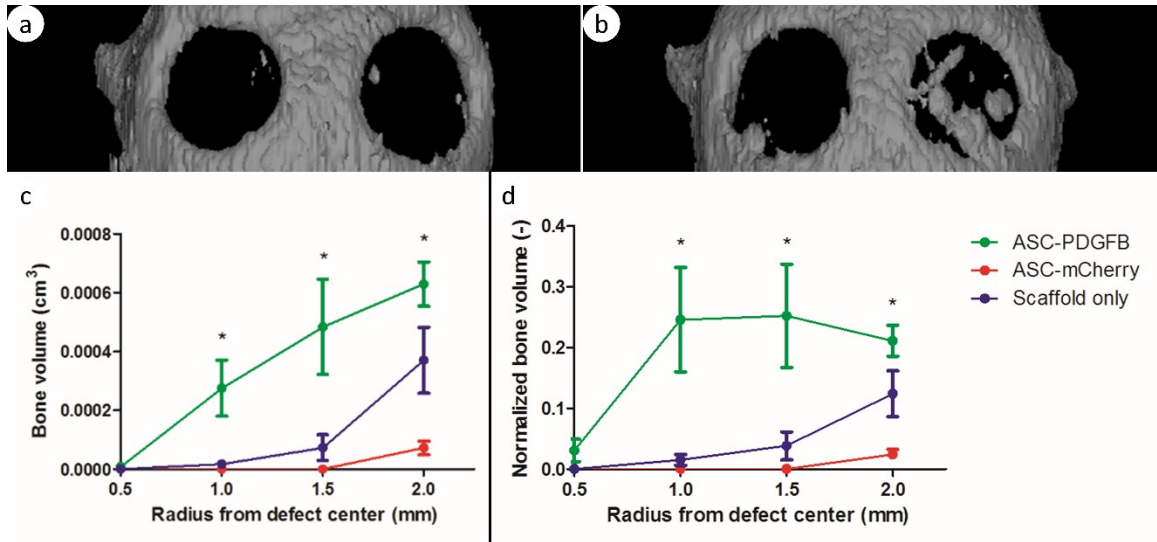 a
b
c
Bone volume (cm³)
0.0008
0.0006
0.0004
0.0002
0.0000
* * *
0.5 1.0 1.5 2.0
Radius from defect center (mm)
d
Normalized bone volume (-)
0.4
0.3
0.2
0.1
0.0
* * *
0.5 1.0 1.5 2.0
Radius from defect center (mm)
ASC-PDGFB
ASC-mCherry
Scaffold only